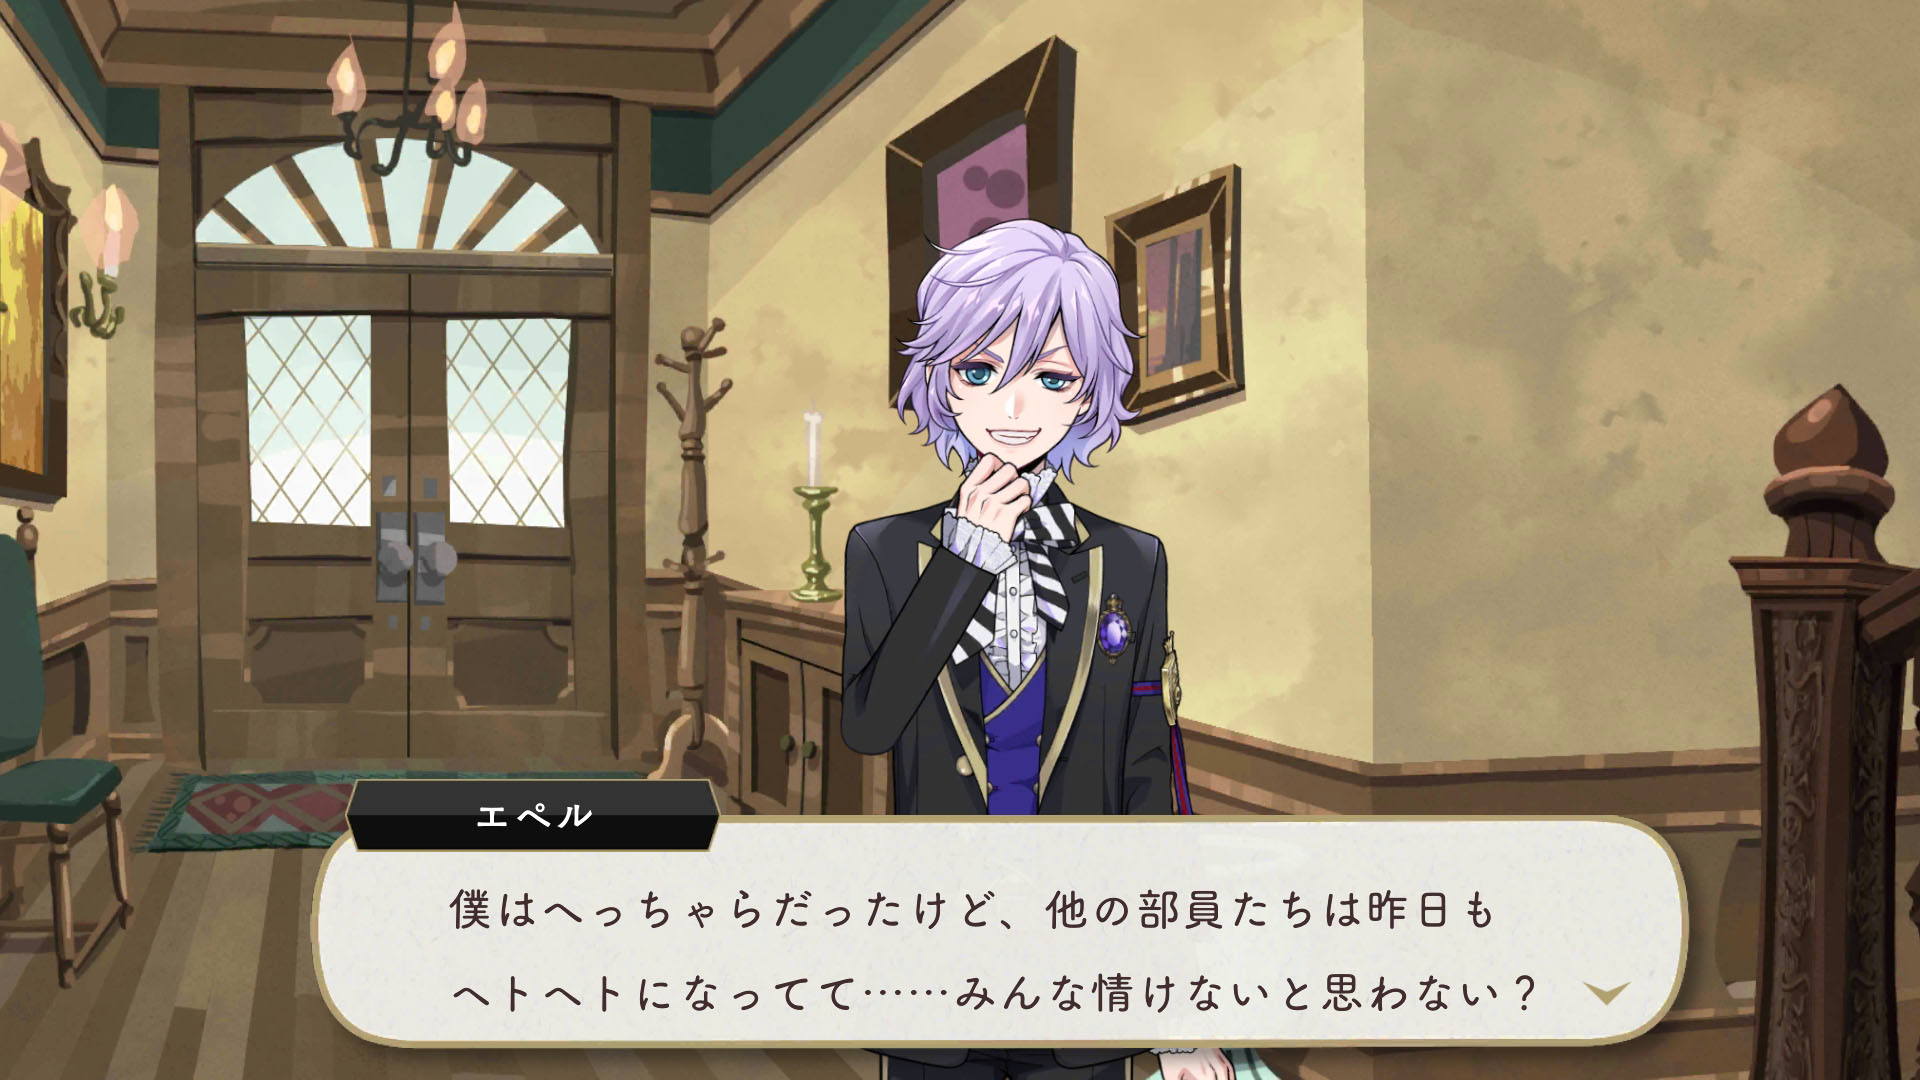 エペル
僕はへっちゃらだったけど、他の部員たちは昨日も
ヘトヘトになってて……みんな情けないと思わない？